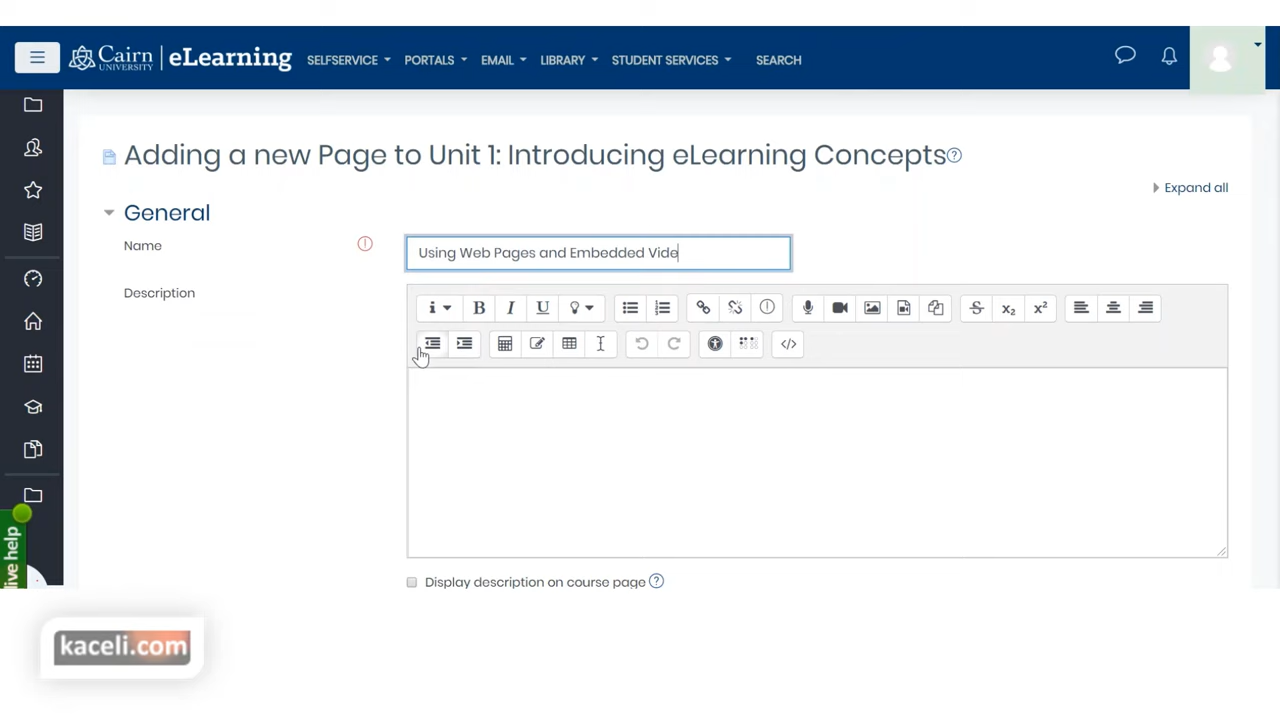 Cairn UNIVERSITY | eLearning SELFSERVICE PORTALS EMAIL LIBRARY STUDENT SERVICES SEARCH
Adding a new Page to Unit 1: Introducing eLearning Concepts
Expand all
General
Name
Using Web Pages and Embedded Vide
Description
Display description on course page
live help
kaceli.com